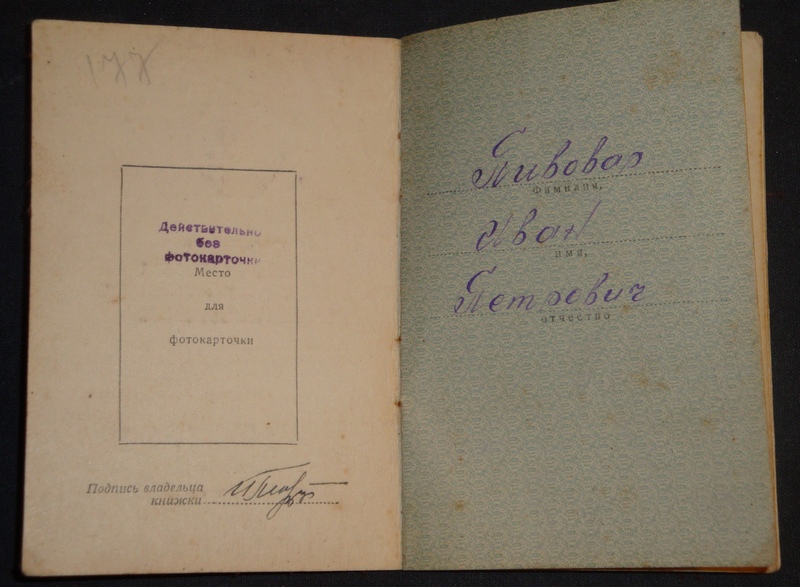 177
Действительно
без
фотокарточки
Место
для
фотокарточки
Подпись владельца
книжки
Пивовар
фамилия,
Иван
имя,
Петрович
отчество